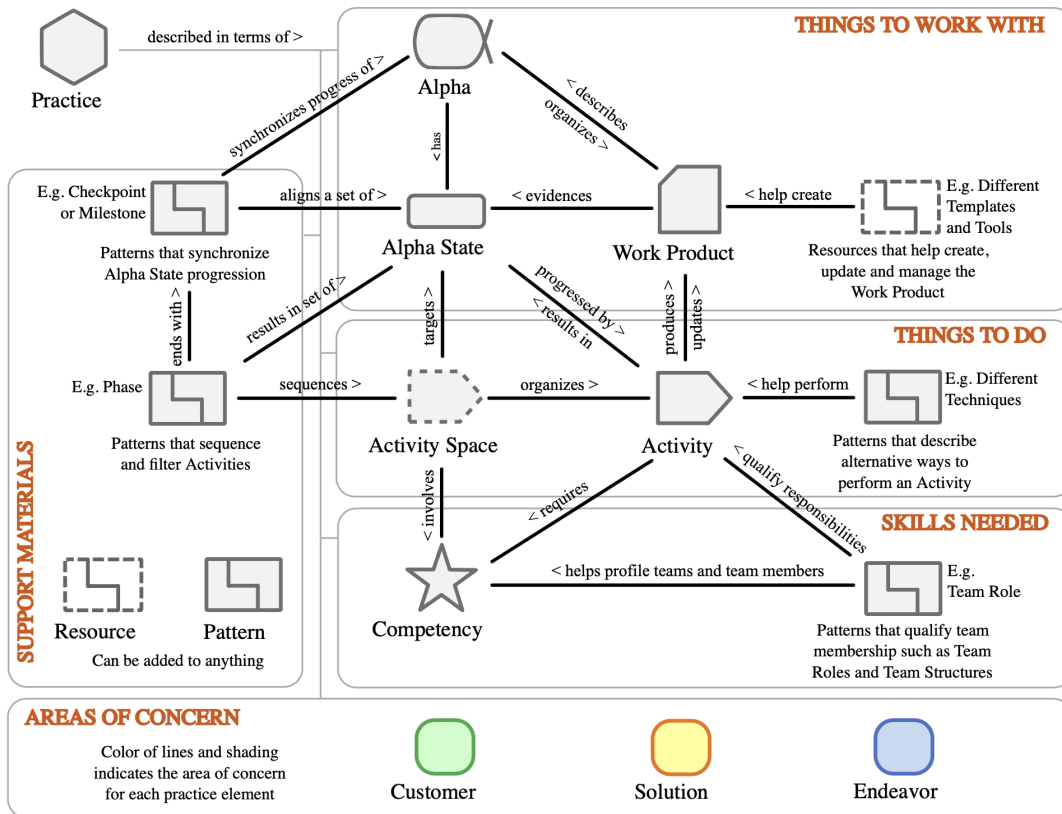 THINGS TO WORK WITH
described in terms of >
Practice
Alpha
synchronizes progress of >
< describes
organizes >
< has
E.g. Checkpoint
or Milestone
aligns a set of >
< evidences
< help create
E.g. Different
Templates
and Tools
Alpha State
Work Product
Patterns that synchronize
Alpha State progression
Resources that help create,
update and manage the
Work Product
ends with >
results in set of >
targets >
progressed by >
< results in
produces >
updates >
THINGS TO DO
E.g. Phase
sequences >
organizes >
< help perform
E.g. Different
Techniques
Activity Space
Activity
Patterns that sequence
and filter Activities
Patterns that describe
alternative ways to
perform an Activity
< involves
< requires
< qualify responsibilities
SKILLS NEEDED
SUPPORT MATERIALS
< helps profile teams and team members
E.g.
Team Role
Competency
Resource
Pattern
Can be added to anything
Patterns that qualify team
membership such as Team
Roles and Team Structures
AREAS OF CONCERN
Color of lines and shading
indicates the area of concern
for each practice element
Customer
Solution
Endeavor